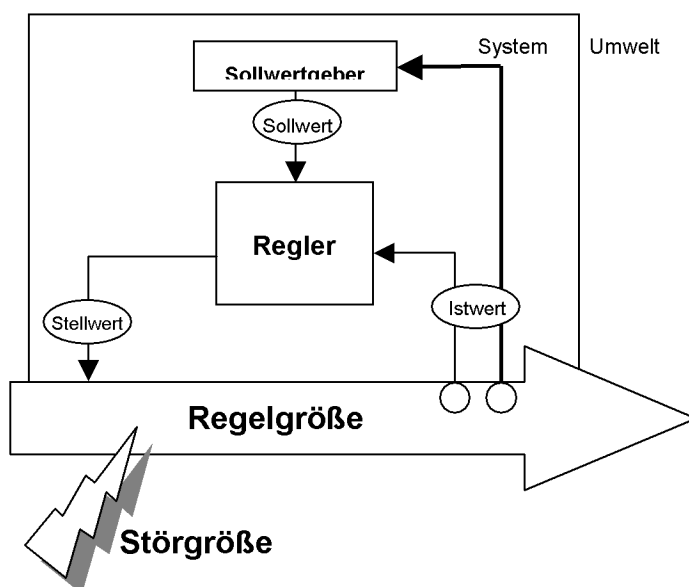 System
Umwelt
Sollwertgeber
Sollwert
Regler
Stellwert
Istwert
Regelgröße
Störgröße